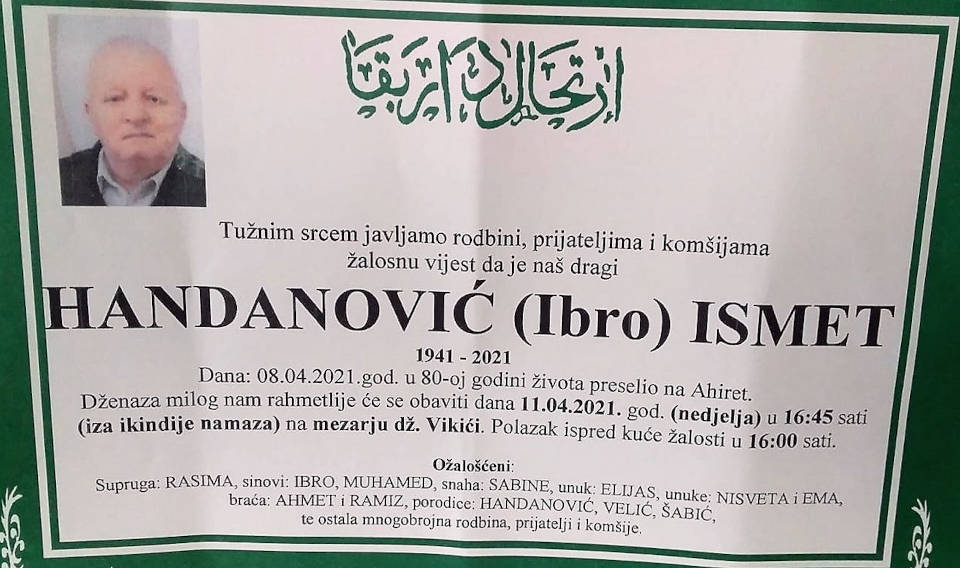 ارتحال دار بقا
Tužnim srcem javljamo rodbini, prijateljima i komšijama
žalosnu vijest da je naš dragi
HANDANOVIĆ (Ibro) ISMET
1941 - 2021
Dana: 08.04.2021.god. u 80-oj godini života preselio na Ahiret.
Dženaza milog nam rahmetlije će se obaviti dana 11.04.2021. god. (nedjelja) u 16:45 sati
(iza ikindije namaza) na mezarju dž. Vikići. Polazak ispred kuće žalosti u 16:00 sati.
Ožalošćeni:
Supruga: RASIMA, sinovi: IBRO, MUHAMED, snaha: SABINE, unuk: ELIJAS, unuke: NISVETA i EMA,
braća: AHMET i RAMIZ, porodice: HANDANOVIĆ, VELIĆ, ŠABIĆ,
te ostala mnogobrojna rodbina, prijatelji i komšije.